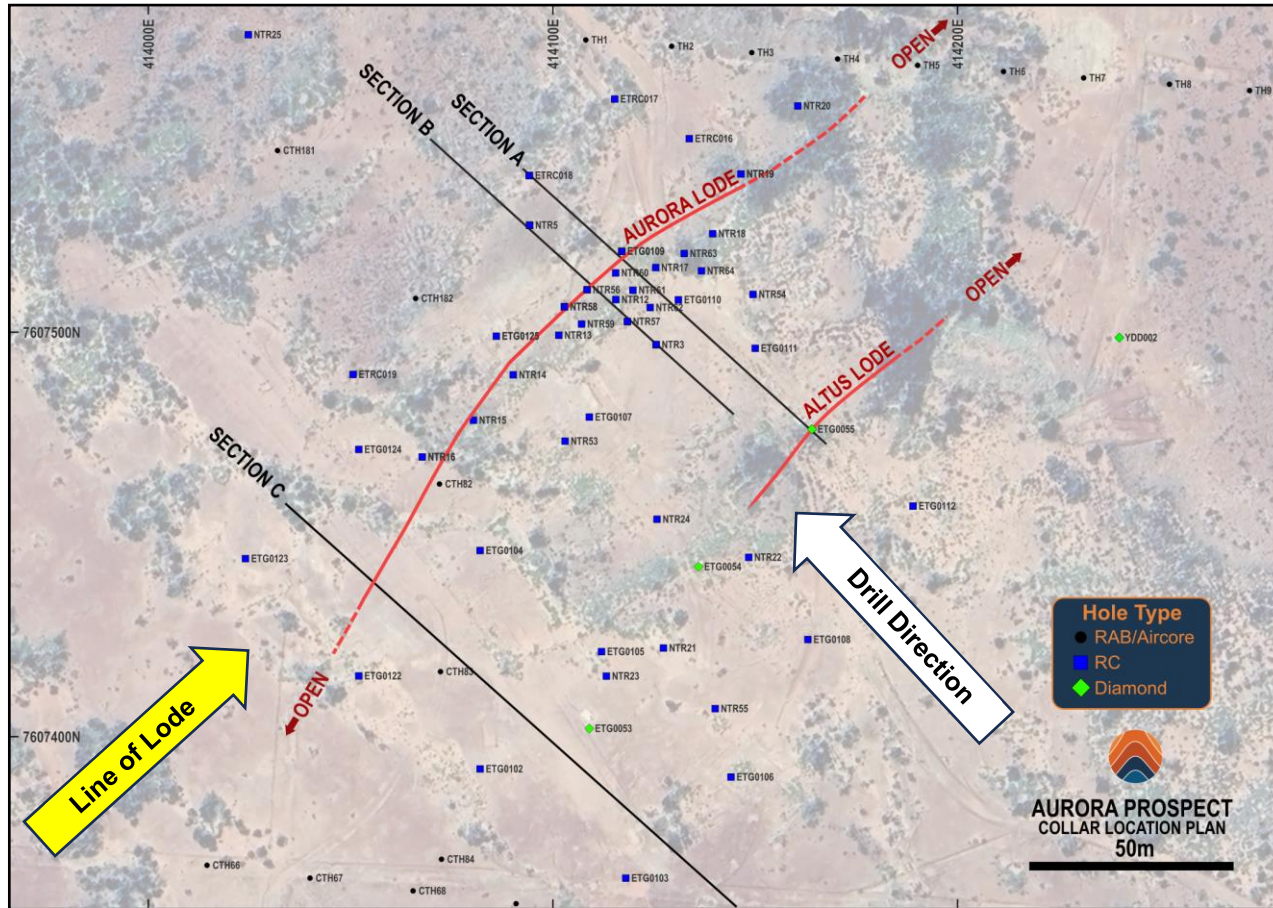 414000E
414100E
414200E
NTR25
TH1
TH2
TH3
TH4
OPEN
TH5
TH6
TH7
TH8
TH9
ETRC017
NTR20
SECTION B
SECTION A
ETRC016
CTH181
ETRC018
NTR19
AURORA LODE
NTR5
NTR18
ETG0109
NTR63
OPEN
NTR17
NTR60
NTR64
NTR56
NTR61
CTH182
NTR54
NTR12
ETG0110
NTR58
NTR62
NTR59
NTR57
7607500N
ETG0125
NTR13
YDD002
NTR3
ETG0111
ETRC019
NTR14
ALTUS LODE
ETG0107
NTR15
ETG0055
SECTION C
NTR53
ETG0124
NTR16
CTH82
ETG0112
NTR24
ETG0104
ETG0123
NTR22
ETG0054
Drill Direction
Hole Type
RAB/Aircore
RC
Diamond
ETG0108
NTR21
ETG0105
CTH83
ETG0122
NTR23
OPEN
Line of Lode
NTR55
ETG0053
7607400N
ETG0102
ETG0106
AURORA PROSPECT
COLLAR LOCATION PLAN
50m
CTH84
CTH66
CTH67
ETG0103
CTH68